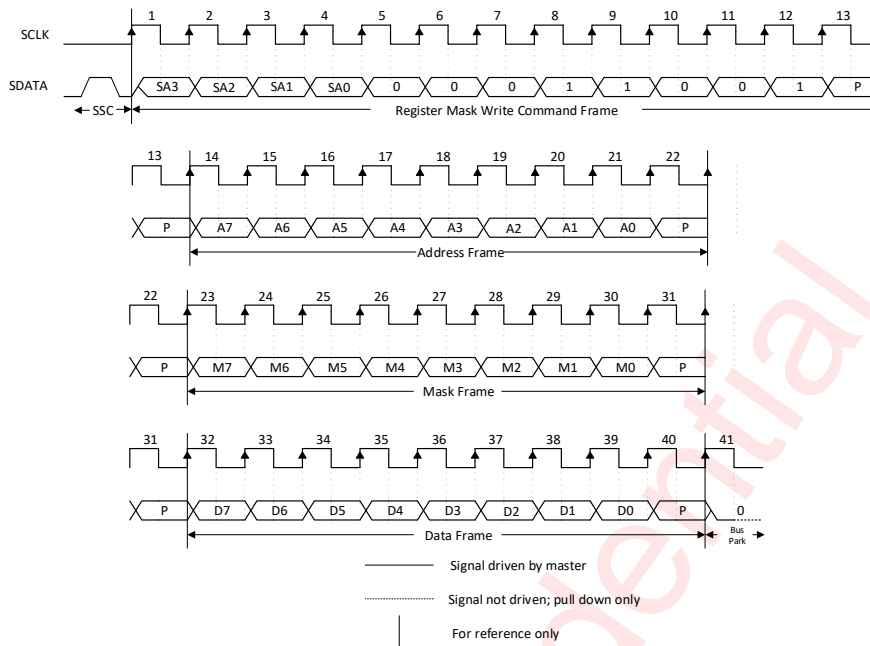 1 2 3 4 5 6 7 8 9 10 11 12 13
SCLK
SDATA SA3 SA2 SA1 SA0 0 0 0 1 1 0 0 1 P
SSC Register Mask Write Command Frame
13 14 15 16 17 18 19 20 21 22
P A7 A6 A5 A4 A3 A2 A1 A0 P
Address Frame
22 23 24 25 26 27 28 29 30 31
P M7 M6 M5 M4 M3 M2 M1 M0 P
Mask Frame
31 32 33 34 35 36 37 38 39 40 41
P D7 D6 D5 D4 D3 D2 D1 D0 P 0
Data Frame Bus
Park
Signal driven by master
Signal not driven; pull down only
For reference only
dential